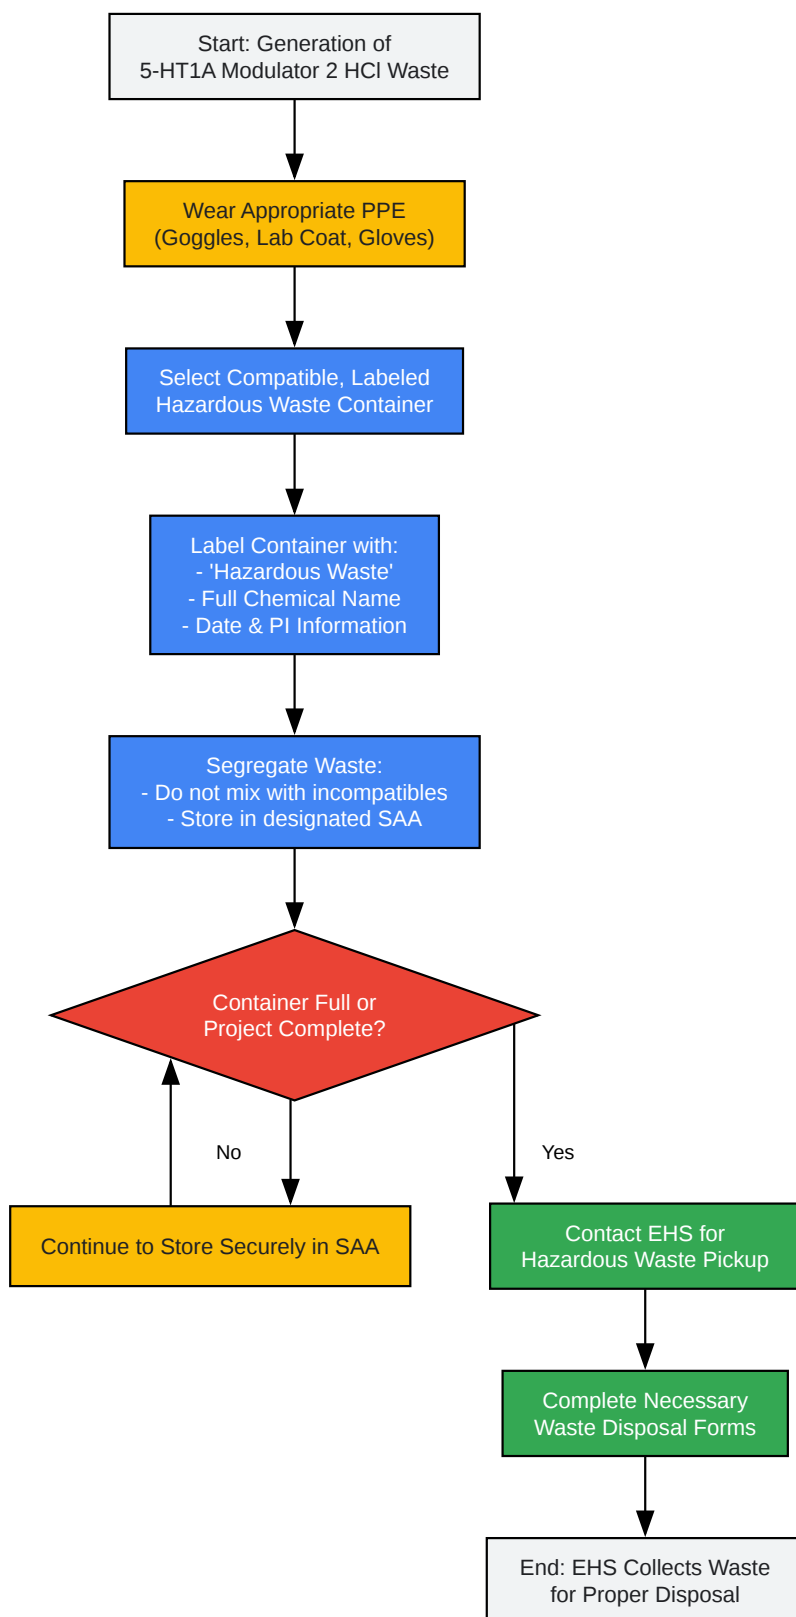 Start: Generation of
5-HT1A Modulator 2 HCl Waste
Wear Appropriate PPE
(Goggles, Lab Coat, Gloves)
Select Compatible, Labeled
Hazardous Waste Container
Label Container with:
- 'Hazardous Waste'
- Full Chemical Name
- Date & PI Information
Segregate Waste:
- Do not mix with incompatibles
- Store in designated SAA
Container Full or
Project Complete?
No
Yes
Continue to Store Securely in SAA
Contact EHS for
Hazardous Waste Pickup
Complete Necessary
Waste Disposal Forms
End: EHS Collects Waste
for Proper Disposal